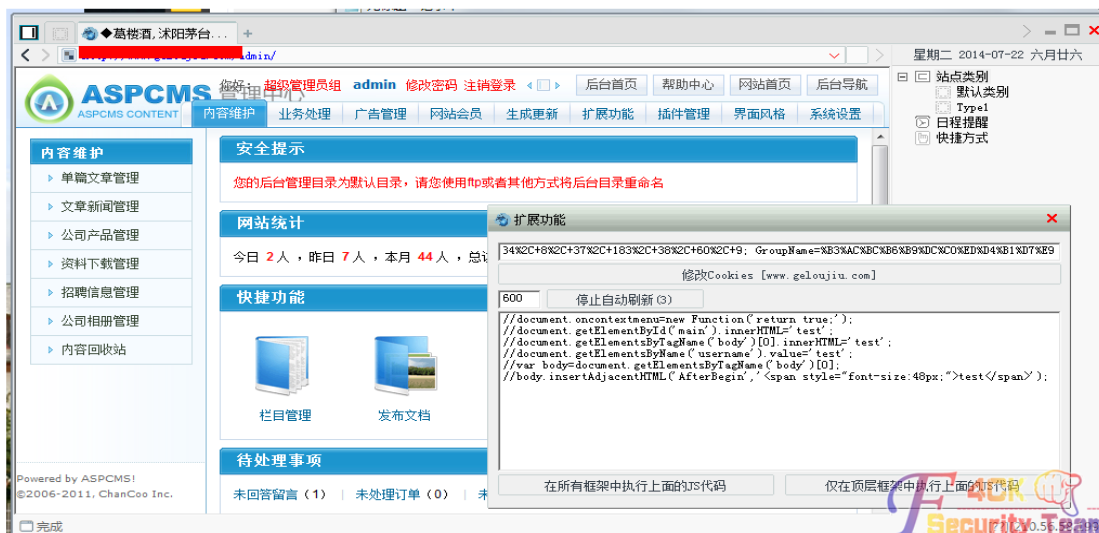 ◆葛楼酒,沭阳茅台...
admin/
星期二 2014-07-22 六月廿六
站点类别
默认类别
Type1
日程提醒
快捷方式
ASPCMS
ASPCMS CONTENT
管理中心
你好： 超级管理员组 admin 修改密码 注销登录
后台首页 帮助中心 网站首页 后台导航
内容维护 业务处理 广告管理 网站会员 生成更新 扩展功能 插件管理 界面风格 系统设置
内容维护
单篇文章管理
文章新闻管理
公司产品管理
资料下载管理
招聘信息管理
公司相册管理
内容回收站
Powered by ASPCMS!
©2006-2011, ChanCoo Inc.
安全提示
您的后台管理目录为默认目录，请您使用ftp或者其他方式将后台目录重命名
网站统计
今日 2 人 ，昨日 7 人 ，本月 44 人 ，总
快捷功能
栏目管理 发布文档
待处理事项
未回答留言（1） | 未处理订单（0） |
扩展功能
34%2C+8%2C+37%2C+183%2C+38%2C+60%2C+9; GroupName=%B3%AC%BC%B6%B9%DC%C0%ED%D4%B1%D7%E9
修改Cookies [www.geloujiu.com]
600 停止自动刷新(3)
//document.oncontextmenu=new Function('return true;');
//document.getElementById('main').innerHTML='test';
//document.getElementsByTagName('body')[0].innerHTML='test';
//document.getElementsByName('username').value='test';
//var body=document.getElementsByTagName('body')[0];
//body.insertAdjacentHTML('AfterBegin','<span style="font-size:48px;">test</span>');
在所有框架中执行上面的JS代码 仅在顶层框架中执行上面的JS代码
F4CK
Security Team
完成